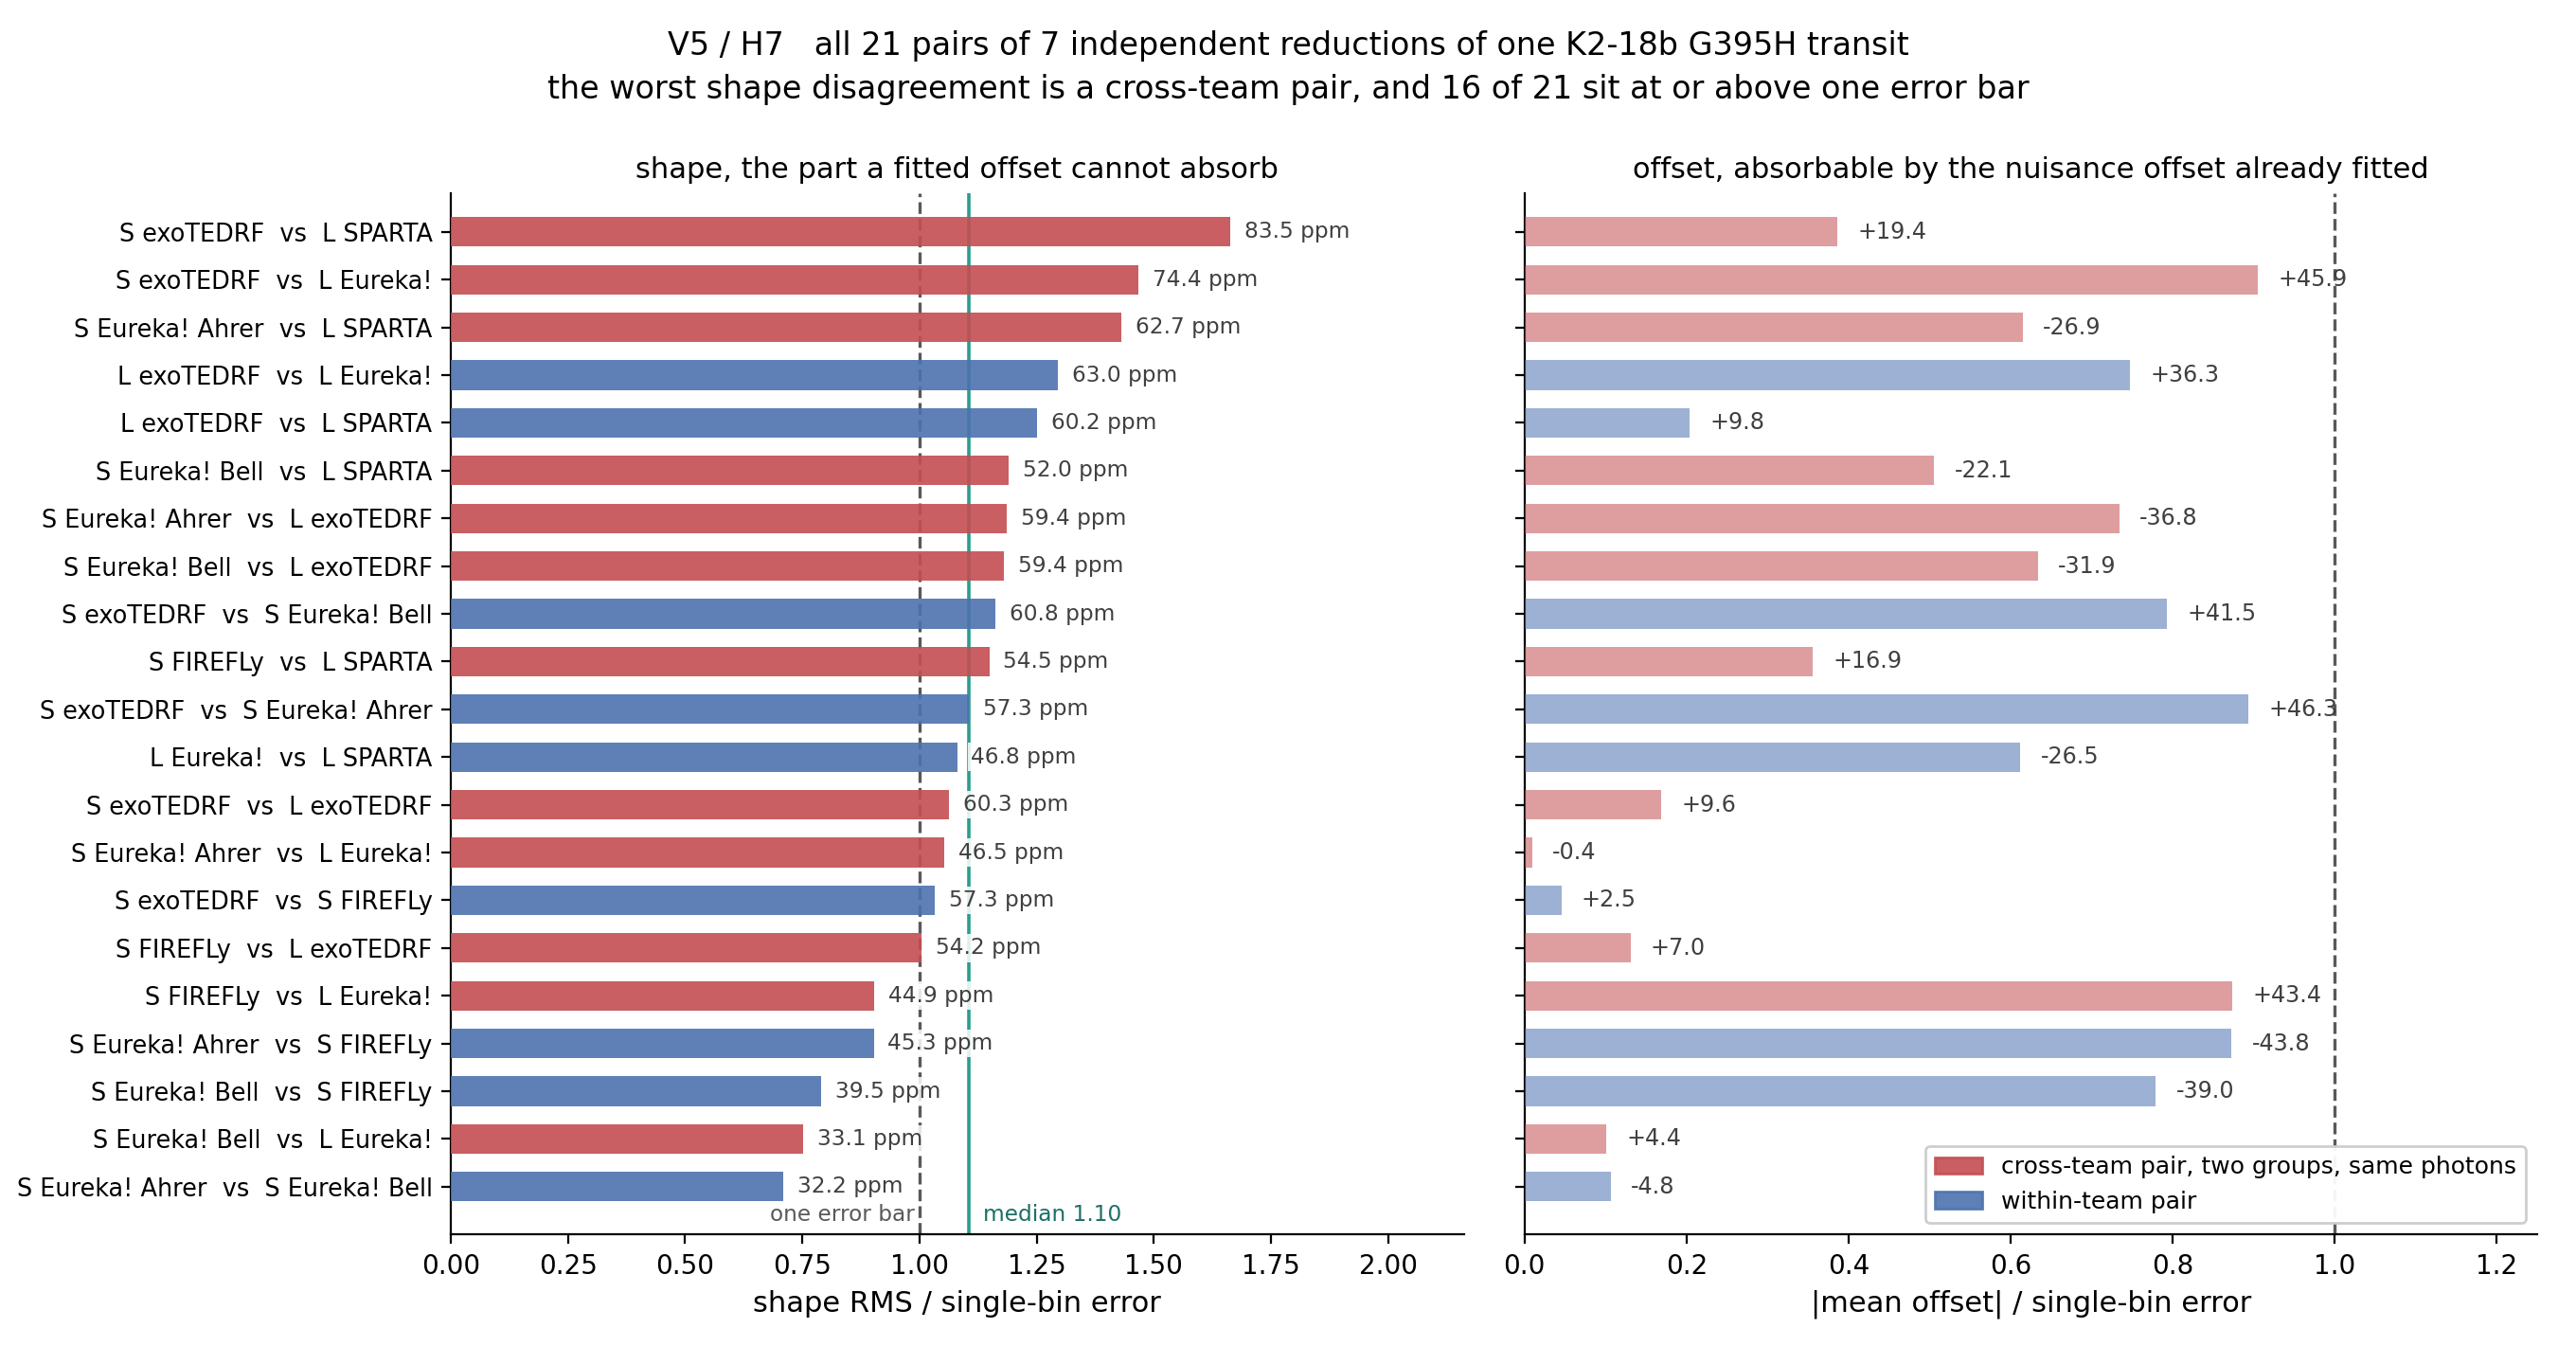 V5 / H7   all 21 pairs of 7 independent reductions of one K2-18b G395H transit
the worst shape disagreement is a cross-team pair, and 16 of 21 sit at or above one error bar
shape, the part a fitted offset cannot absorb
S exoTEDRF vs L SPARTA 83.5 ppm
S exoTEDRF vs L Eureka! 74.4 ppm
S Eureka! Ahrer vs L SPARTA 62.7 ppm
L exoTEDRF vs L Eureka! 63.0 ppm
L exoTEDRF vs L SPARTA 60.2 ppm
S Eureka! Bell vs L SPARTA 52.0 ppm
S Eureka! Ahrer vs L exoTEDRF 59.4 ppm
S Eureka! Bell vs L exoTEDRF 59.4 ppm
S exoTEDRF vs S Eureka! Bell 60.8 ppm
S FIREFLy vs L SPARTA 54.5 ppm
S exoTEDRF vs S Eureka! Ahrer 57.3 ppm
L Eureka! vs L SPARTA 46.8 ppm
S exoTEDRF vs L exoTEDRF 60.3 ppm
S Eureka! Ahrer vs L Eureka! 46.5 ppm
S exoTEDRF vs S FIREFLy 57.3 ppm
S FIREFLy vs L exoTEDRF 54.2 ppm
S FIREFLy vs L Eureka! 44.9 ppm
S Eureka! Ahrer vs S FIREFLy 45.3 ppm
S Eureka! Bell vs S FIREFLy 39.5 ppm
S Eureka! Bell vs L Eureka! 33.1 ppm
S Eureka! Ahrer vs S Eureka! Bell 32.2 ppm
one error bar
median 1.10
0.00 0.25 0.50 0.75 1.00 1.25 1.50 1.75 2.00
shape RMS / single-bin error
offset, absorbable by the nuisance offset already fitted
+19.4
+45.9
-26.9
+36.3
+9.8
-22.1
-36.8
-31.9
+41.5
+16.9
+46.3
-26.5
+9.6
-0.4
+2.5
+7.0
+43.4
-43.8
-39.0
+4.4
-4.8
cross-team pair, two groups, same photons
within-team pair
0.0 0.2 0.4 0.6 0.8 1.0 1.2
|mean offset| / single-bin error